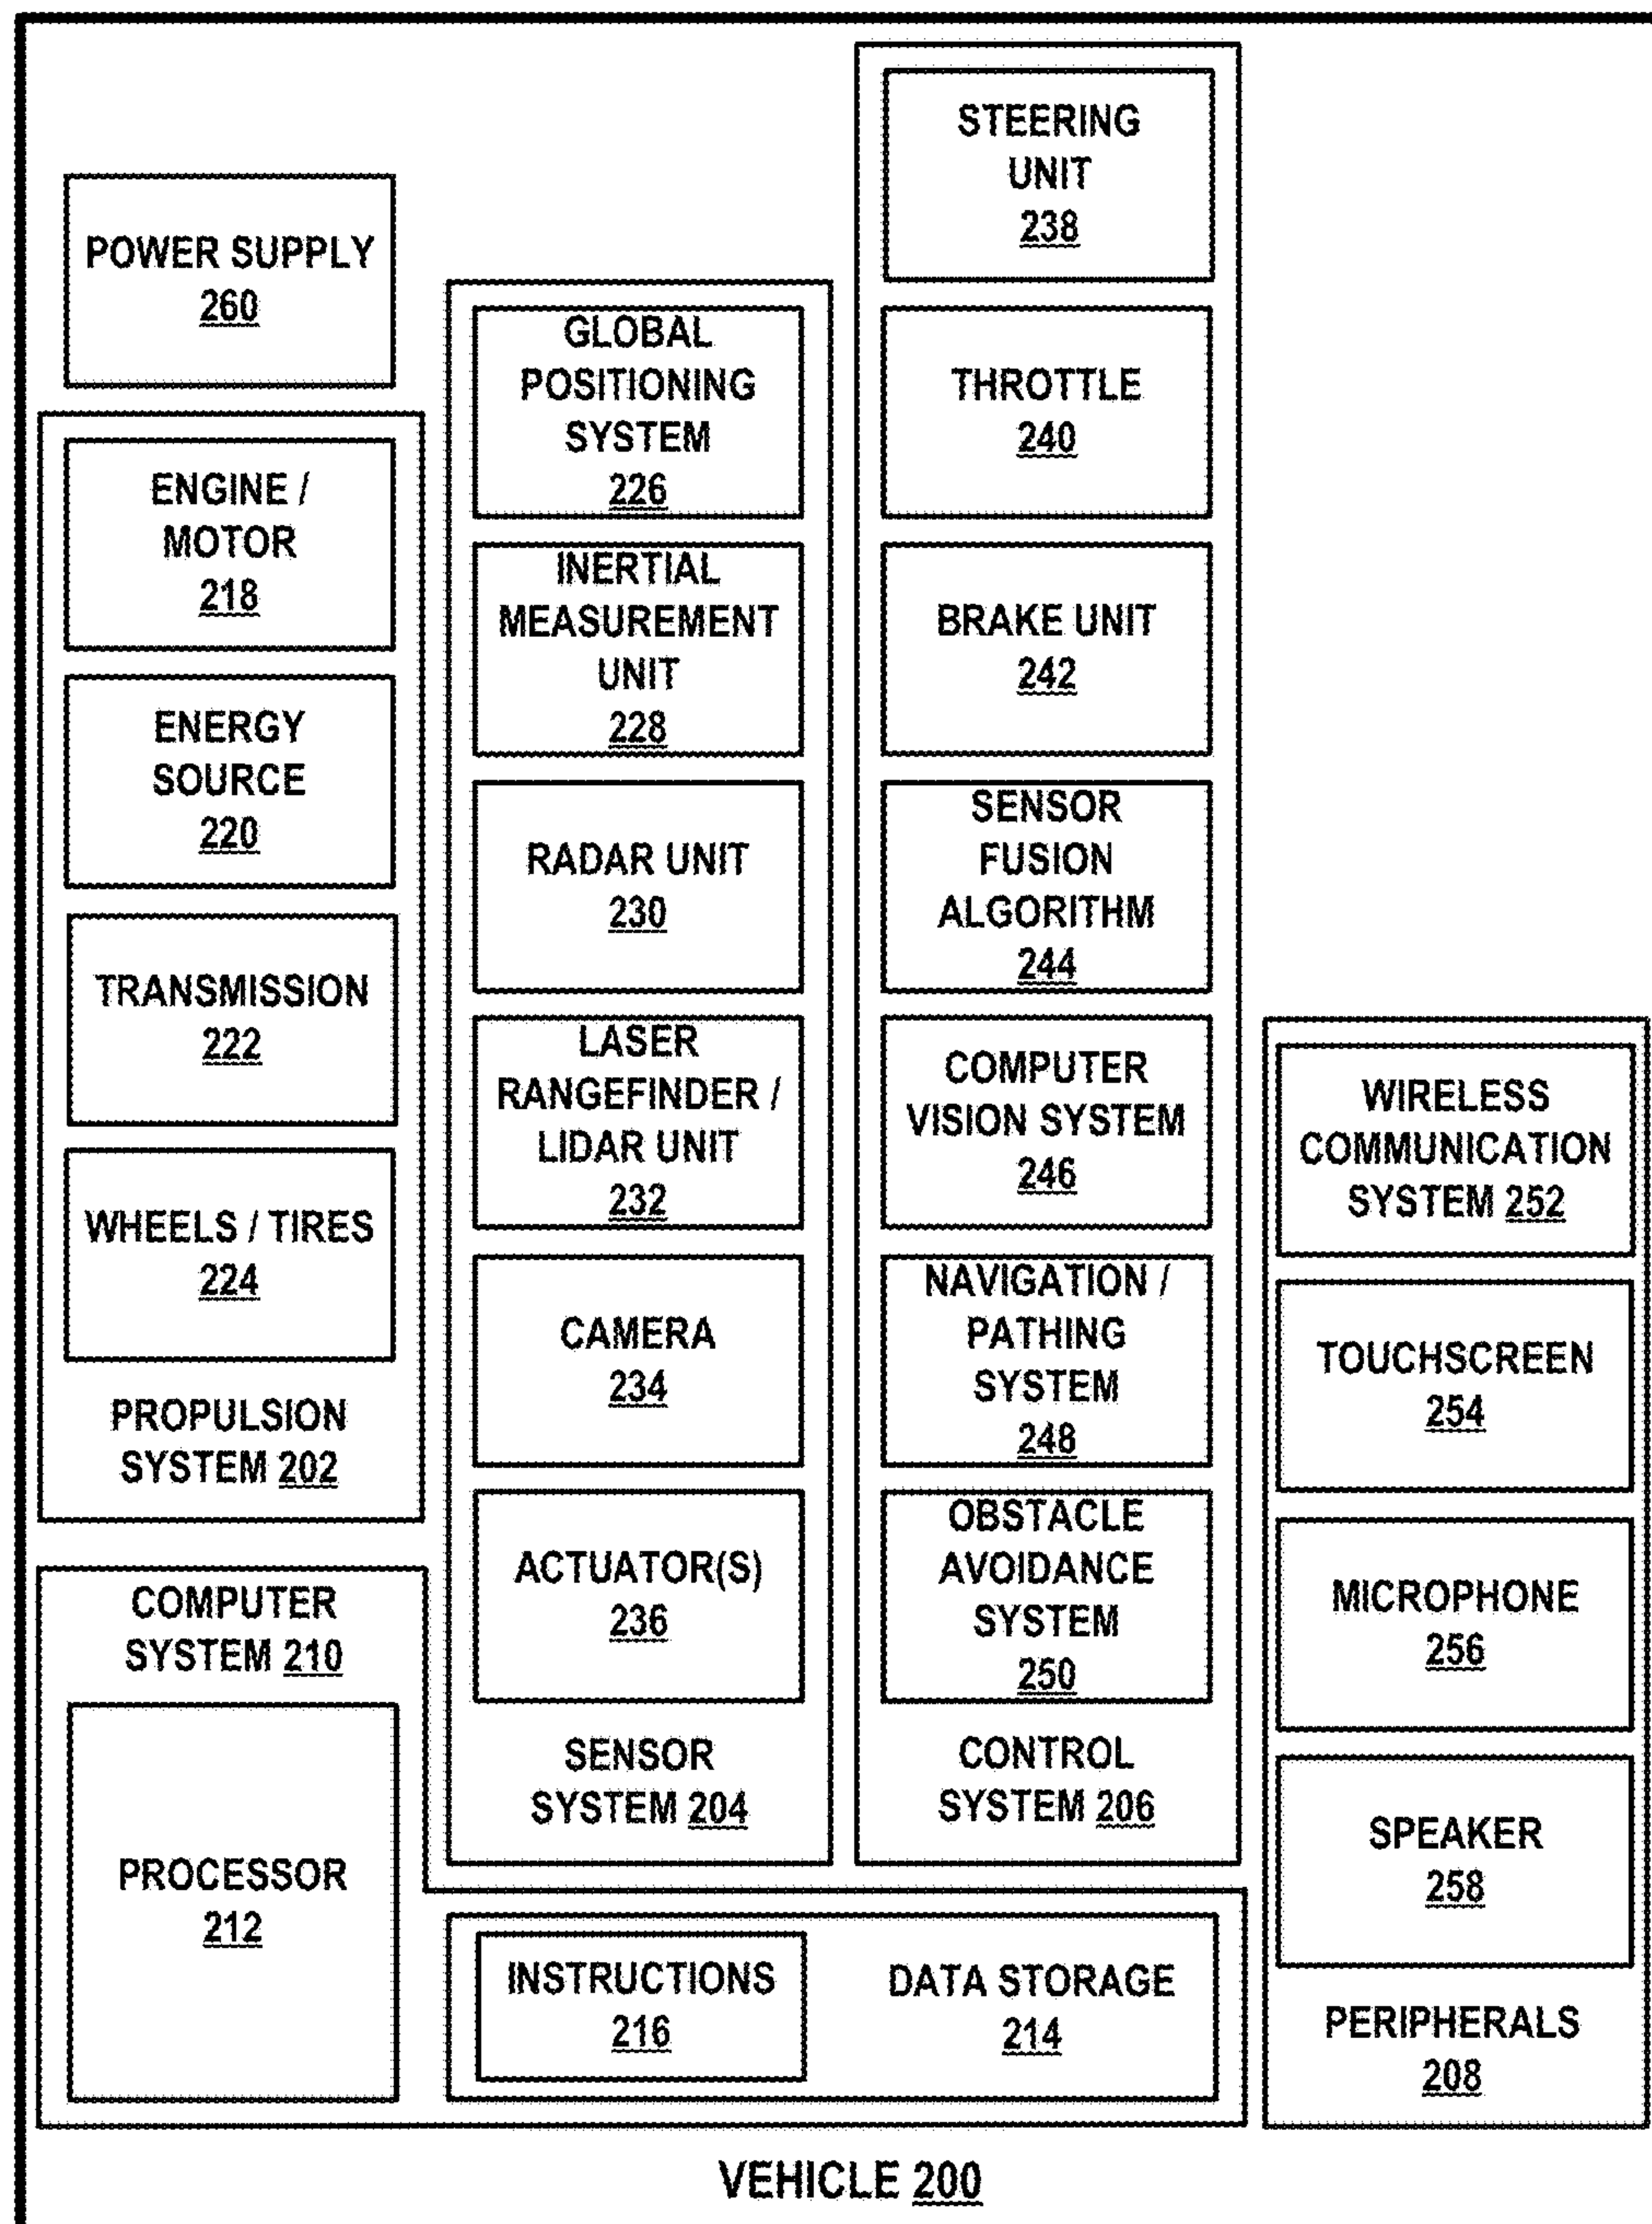 POWER SUPPLY
260
ENGINE /
MOTOR
218
ENERGY
SOURCE
220
TRANSMISSION
222
WHEELS / TIRES
224
PROPULSION
SYSTEM 202
COMPUTER
SYSTEM 210
PROCESSOR
212
GLOBAL
POSITIONING
SYSTEM
226
INERTIAL
MEASUREMENT
UNIT
228
RADAR UNIT
230
LASER
RANGEFINDER /
LIDAR UNIT
232
CAMERA
234
ACTUATOR(S)
236
SENSOR
SYSTEM 204
STEERING
UNIT
238
THROTTLE
240
BRAKE UNIT
242
SENSOR
FUSION
ALGORITHM
244
COMPUTER
VISION SYSTEM
246
NAVIGATION /
PATHING
SYSTEM
248
OBSTACLE
AVOIDANCE
SYSTEM
250
CONTROL
SYSTEM 206
INSTRUCTIONS
216
DATA STORAGE
214
WIRELESS
COMMUNICATION
SYSTEM 252
TOUCHSCREEN
254
MICROPHONE
256
SPEAKER
258
PERIPHERALS
208
VEHICLE 200